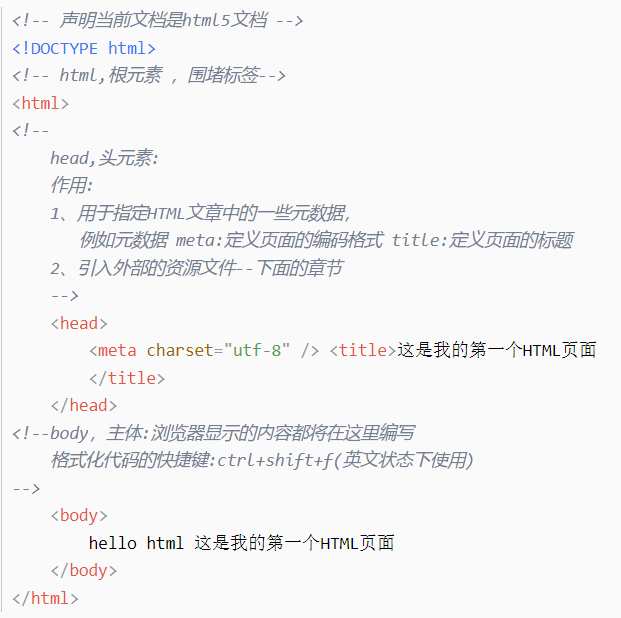 <!-- 声明当前文档是html5文档 -->
<!DOCTYPE html>
<!-- html,根元素 , 围堵标签-->
<html>
<!--
head,头元素:
作用:
1、用于指定HTML文章中的一些元数据,
例如元数据 meta:定义页面的编码格式 title:定义页面的标题
2、引入外部的资源文件--下面的章节
-->
<head>
<meta charset="utf-8" /> <title>这是我的第一个HTML页面
</title>
</head>
<!--body, 主体:浏览器显示的内容都将在这里编写
格式化代码的快捷键:ctrl+shift+f(英文状态下使用)
-->
<body>
hello html 这是我的第一个HTML页面
</body>
</html>